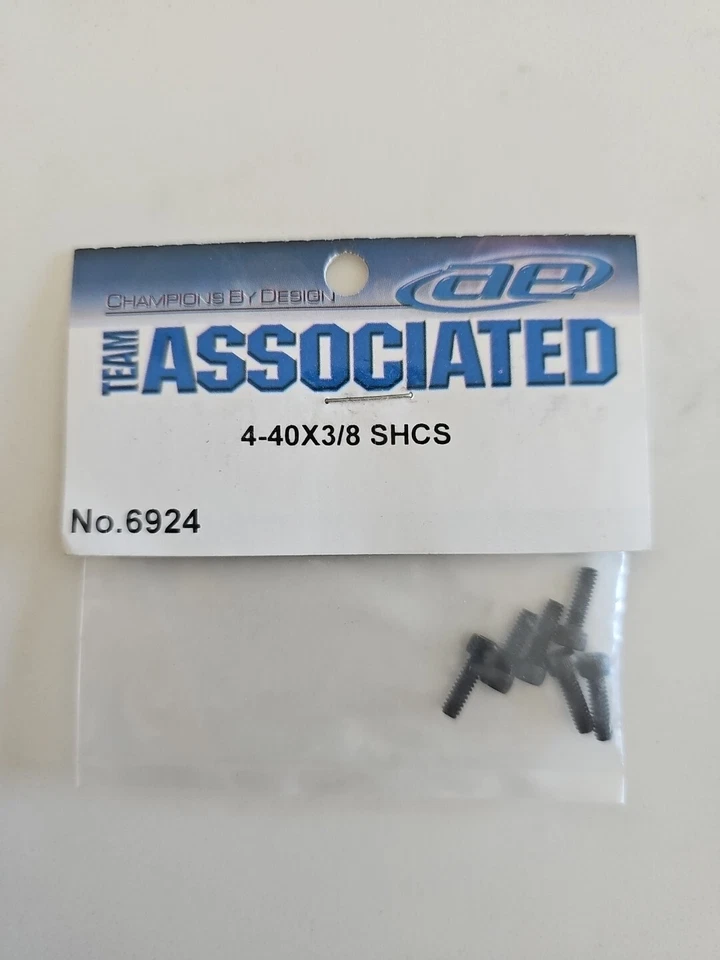 CHAMPIONS BY DESIGN
ae
TEAM ASSOCIATED
4-40X3/8 SHCS
No.6924